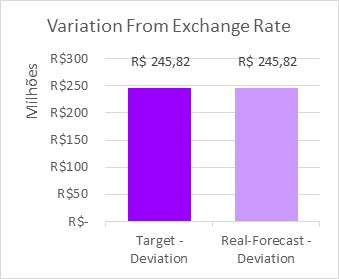 Variation From Exchange Rate
Milhões
R$300
R$ 245,82
R$ 245,82
R$250
R$200
R$150
R$100
R$50
R$-
Target -
Deviation
Real-Forecast -
Deviation